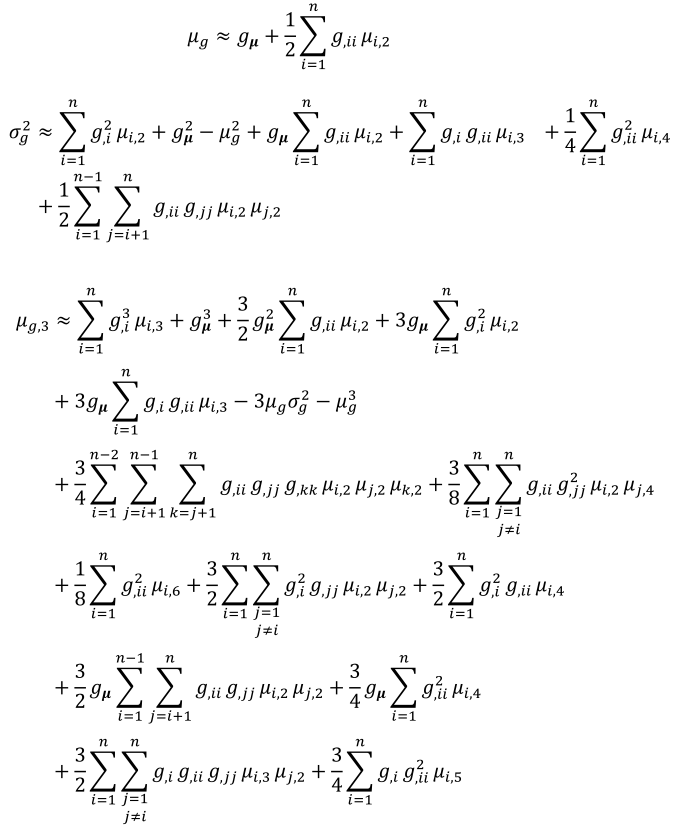 μ_g ≈ g_𝛍 + 1/2 ∑_{i=1}^{n} g_{,ii} μ_{i,2}
σ_g^2 ≈ ∑_{i=1}^{n} g_{,i}^2 μ_{i,2} + g_𝛍^2 − μ_g^2 + g_𝛍 ∑_{i=1}^{n} g_{,ii} μ_{i,2} + ∑_{i=1}^{n} g_{,i} g_{,ii} μ_{i,3} + 1/4 ∑_{i=1}^{n} g_{,ii}^2 μ_{i,4}
+ 1/2 ∑_{i=1}^{n−1} ∑_{j=i+1}^{n} g_{,ii} g_{,jj} μ_{i,2} μ_{j,2}
μ_{g,3} ≈ ∑_{i=1}^{n} g_{,i}^3 μ_{i,3} + g_𝛍^3 + 3/2 g_𝛍^2 ∑_{i=1}^{n} g_{,ii} μ_{i,2} + 3g_𝛍 ∑_{i=1}^{n} g_{,i}^2 μ_{i,2}
+ 3g_𝛍 ∑_{i=1}^{n} g_{,i} g_{,ii} μ_{i,3} − 3μ_g σ_g^2 − μ_g^3
+ 3/4 ∑_{i=1}^{n−2} ∑_{j=i+1}^{n−1} ∑_{k=j+1}^{n} g_{,ii} g_{,jj} g_{,kk} μ_{i,2} μ_{j,2} μ_{k,2} + 3/8 ∑_{i=1}^{n} ∑_{j=1, j≠i}^{n} g_{,ii} g_{,jj}^2 μ_{i,2} μ_{j,4}
+ 1/8 ∑_{i=1}^{n} g_{,ii}^2 μ_{i,6} + 3/2 ∑_{i=1}^{n} ∑_{j=1, j≠i}^{n} g_{,i}^2 g_{,jj} μ_{i,2} μ_{j,2} + 3/2 ∑_{i=1}^{n} g_{,i}^2 g_{,ii} μ_{i,4}
+ 3/2 g_𝛍 ∑_{i=1}^{n−1} ∑_{j=i+1}^{n} g_{,ii} g_{,jj} μ_{i,2} μ_{j,2} + 3/4 g_𝛍 ∑_{i=1}^{n} g_{,ii}^2 μ_{i,4}
+ 3/2 ∑_{i=1}^{n} ∑_{j=1, j≠i}^{n} g_{,i} g_{,ii} g_{,jj} μ_{i,3} μ_{j,2} + 3/4 ∑_{i=1}^{n} g_{,i} g_{,ii}^2 μ_{i,5}